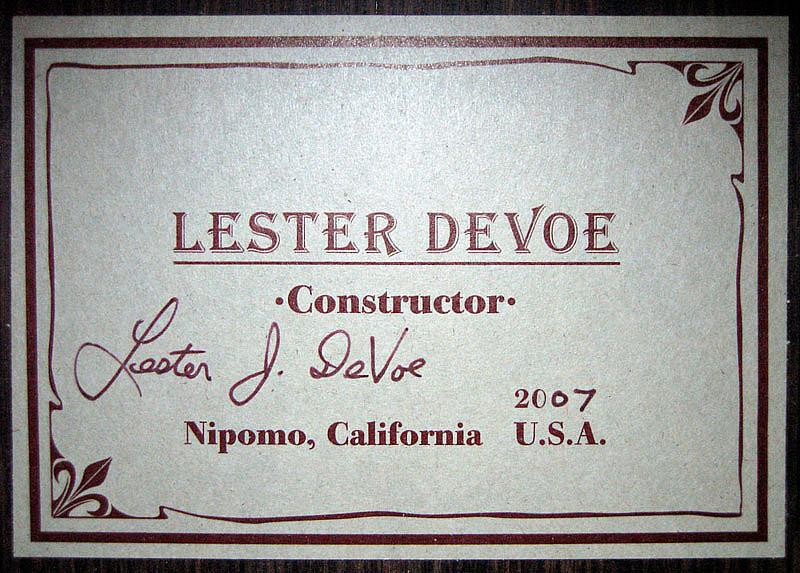 LESTER DEVOE
·Constructor·
Lester J. DeVoe
2007
Nipomo, California U.S.A.